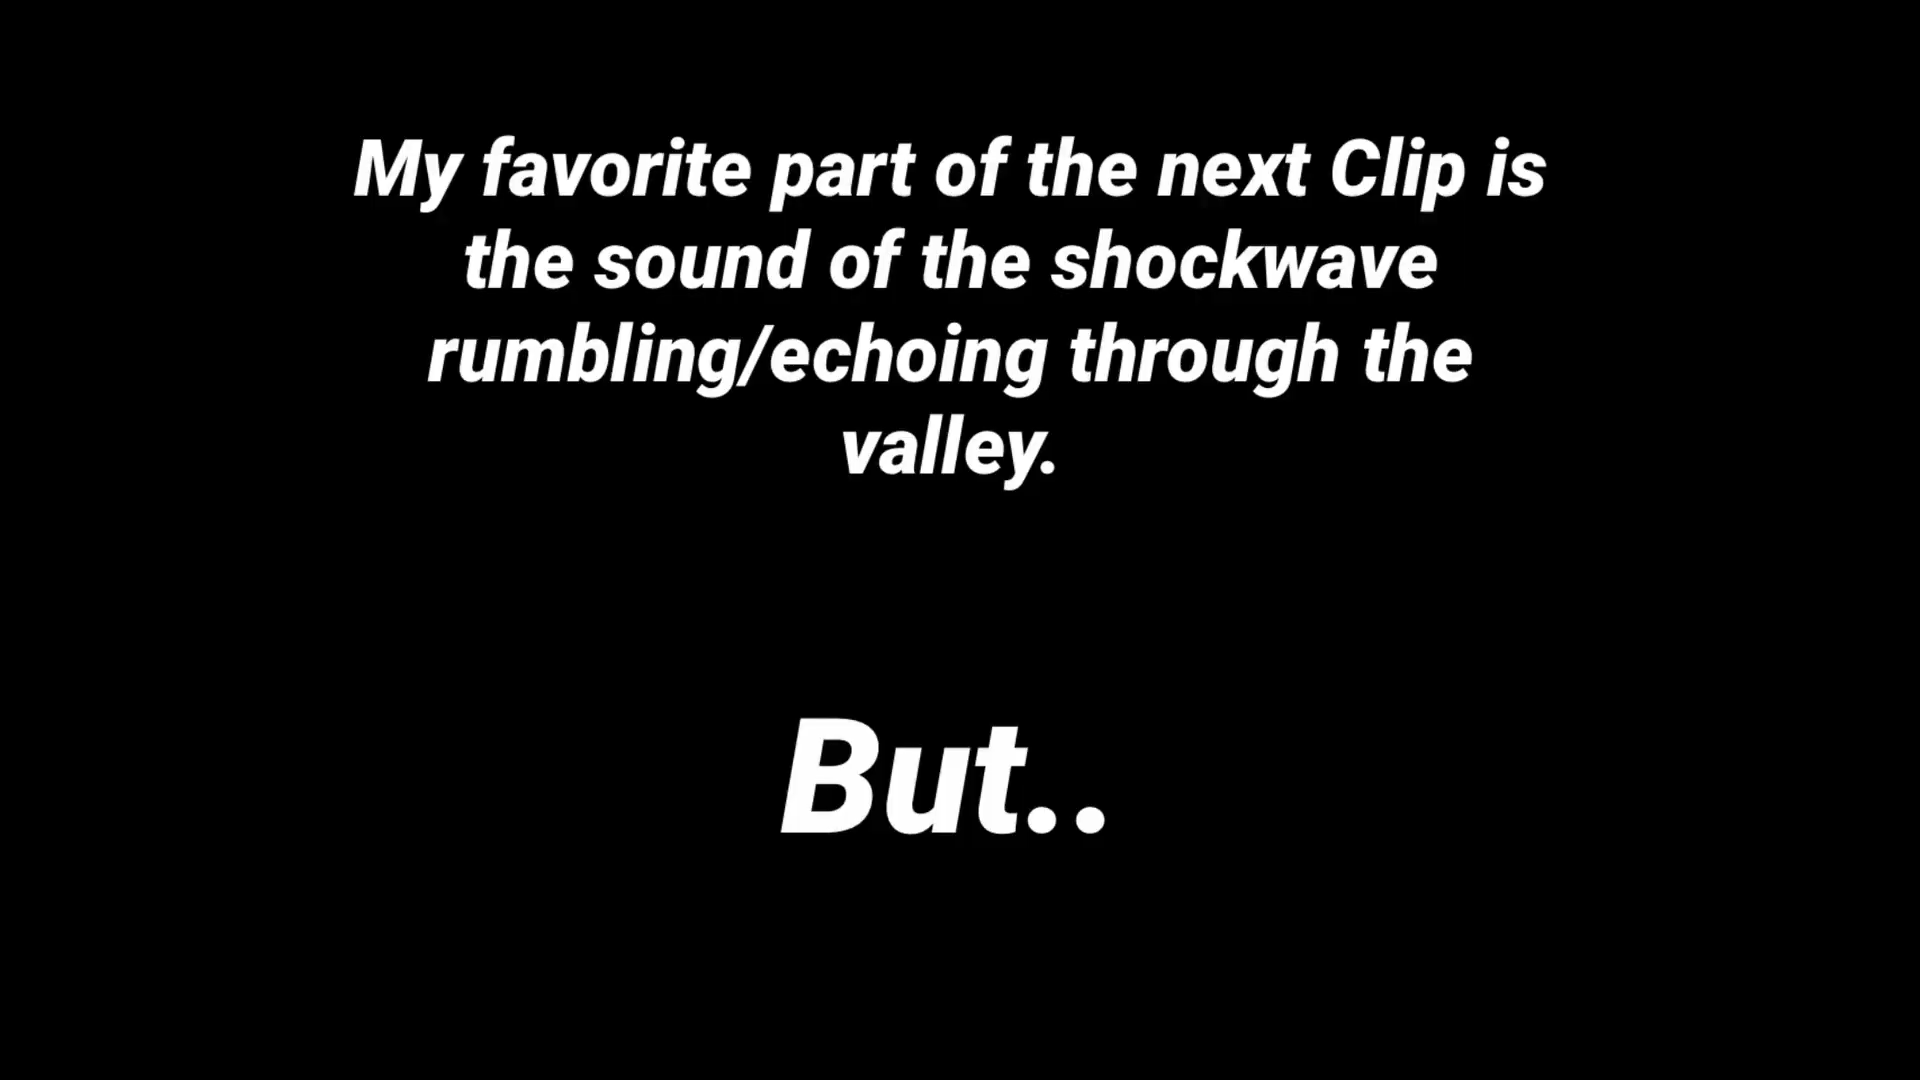 My favorite part of the next Clip is
the sound of the shockwave
rumbling/echoing through the
valley.
But..